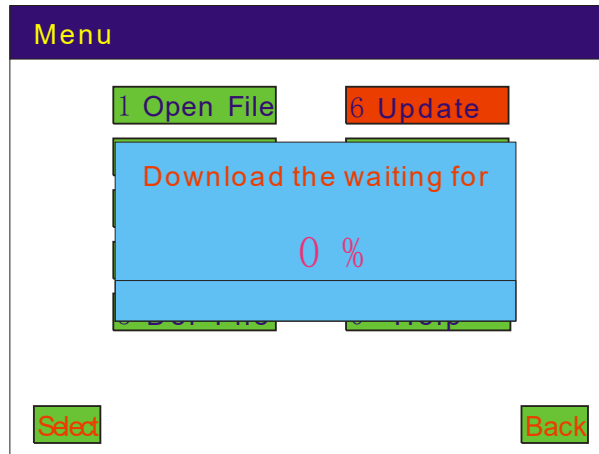 Menu
1 Open File
6 Update
Download the waiting for
0 %
Select
Back